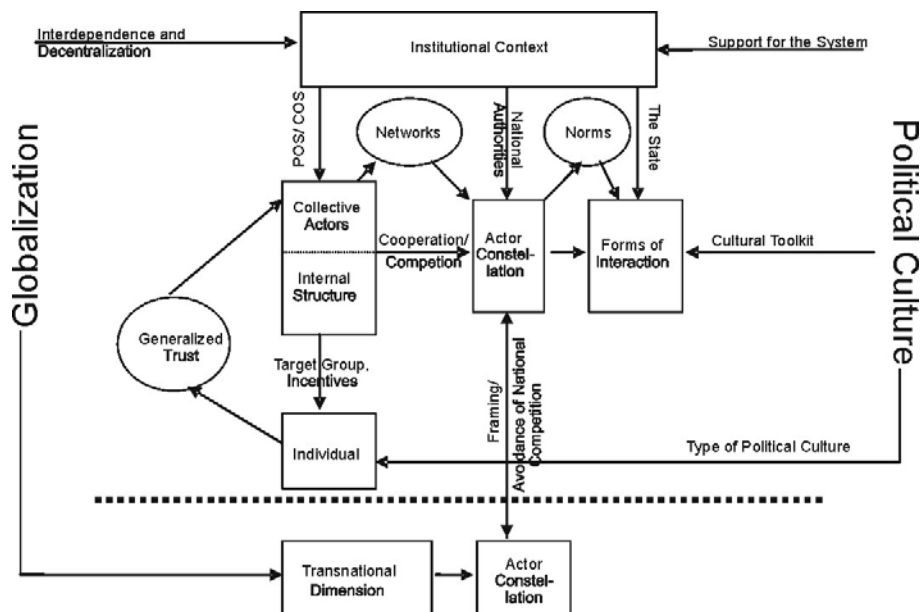 Interdependence and
Decentralization
Institutional Context
Support for the System
POS/ COS
Networks
National
Authorities
Norms
The State
Globalization
Political Culture
Collective
Actors
Internal
Structure
Cooperation/
Competion
Actor
Constel-
lation
Forms of
Interaction
Cultural Toolkit
Generalized
Trust
Target Group,
Incentives
Framing/
Avoidance of National
Competition
Individual
Type of Political Culture
Transnational
Dimension
Actor
Constel-
lation